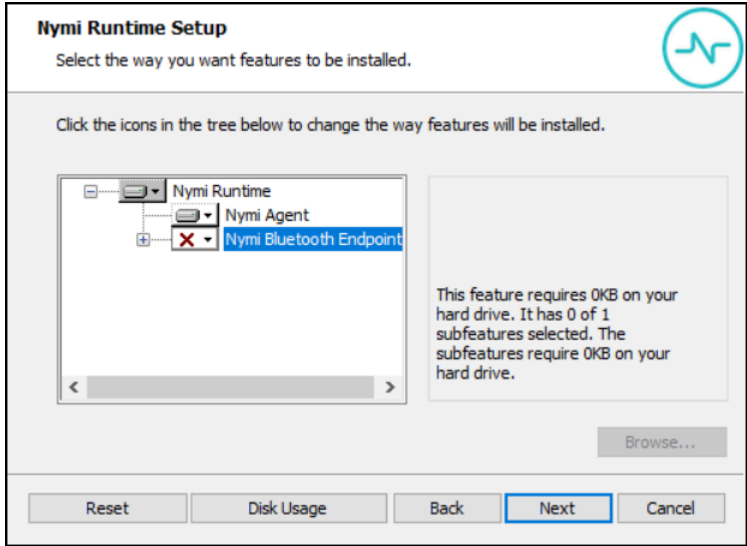 Nymi Runtime Setup
Select the way you want features to be installed.
Click the icons in the tree below to change the way features will be installed.
Nymi Runtime
Nymi Agent
Nymi Bluetooth Endpoint
This feature requires 0KB on your
hard drive. It has 0 of 1
subfeatures selected. The
subfeatures require 0KB on your
hard drive.
Browse...
Reset
Disk Usage
Back
Next
Cancel